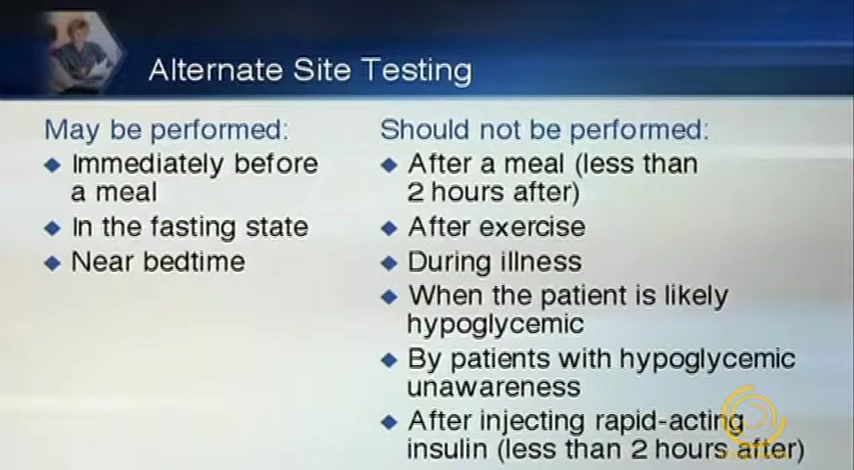 Alternate Site Testing
May be performed:
Immediately before
a meal
In the fasting state
Near bedtime
Should not be performed:
After a meal (less than
2 hours after)
After exercise
During illness
When the patient is likely
hypoglycemic
By patients with hypoglycemic
unawareness
After injecting rapid-acting
insulin (less than 2 hours after)